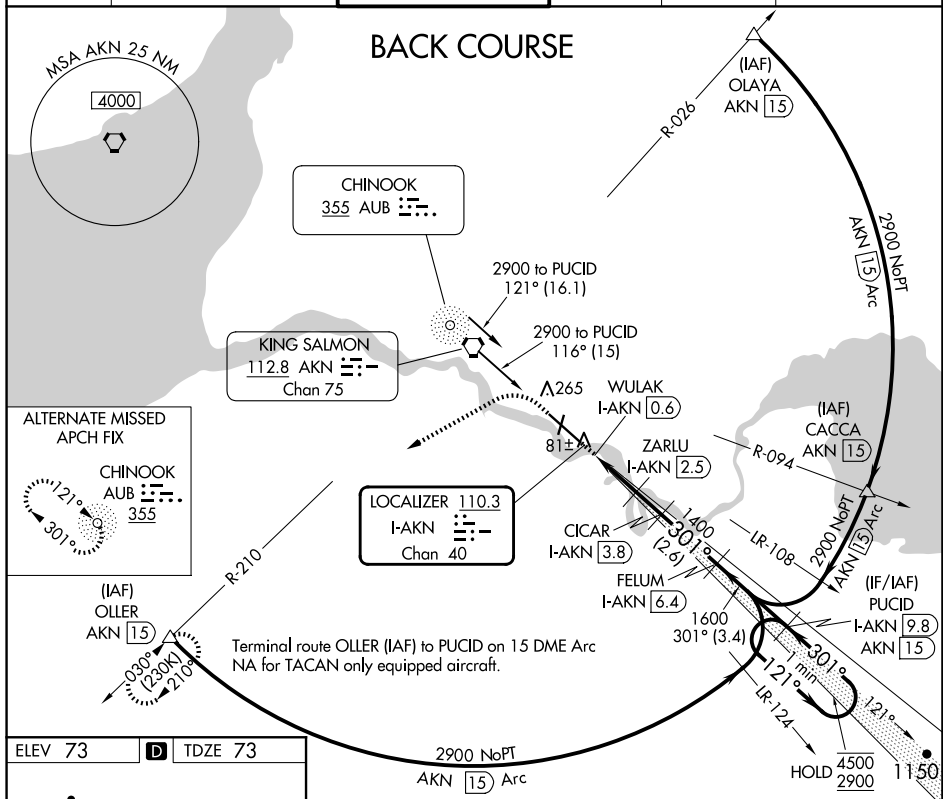 BACK COURSE
MSA AKN 25 NM
4000
(IAF)
OLAYA
AKN 15
R-026
2900 NoPT
AKN 15 Arc
CHINOOK
355 AUB
2900 to PUCID
121° (16.1)
KING SALMON
112.8 AKN
Chan 75
2900 to PUCID
116° (15)
265
WULAK
I-AKN 0.6
81±
ZARLU
I-AKN 2.5
(IAF)
CACCA
AKN 15
R-094
ALTERNATE MISSED
APCH FIX
CHINOOK
AUB
355
121°
301°
LOCALIZER 110.3
I-AKN
Chan 40
CICAR
I-AKN 3.8
1400
301°
(2.6)
LR-108
2900 NoPT
AKN 15 Arc
FELUM
I-AKN 6.4
1600
301° (3.4)
(IF/IAF)
PUCID
I-AKN 9.8
AKN 15
R-210
(IAF)
OLLER
AKN 15
030°
(230K)
210°
Terminal route OLLER (IAF) to PUCID on 15 DME Arc
NA for TACAN only equipped aircraft.
301°
1 min
121°
LR-124
121°
HOLD 4500
2900
1150
2900 NoPT
AKN 15 Arc
ELEV 73 D TDZE 73